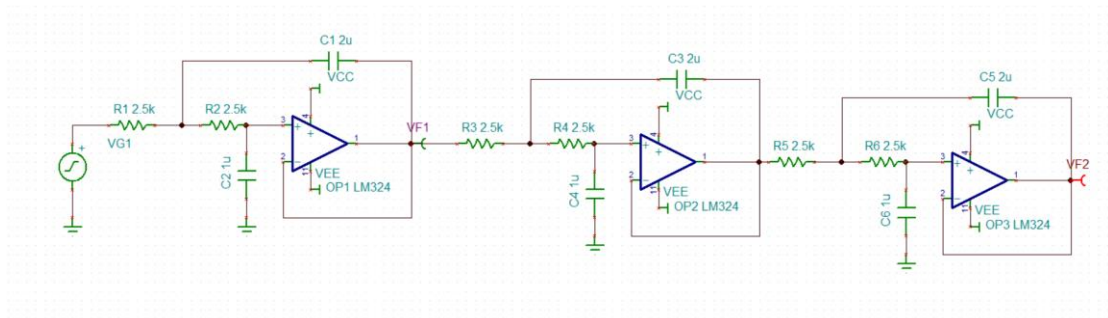 C1 2u
VCC
R1 2.5k
R2 2.5k
VG1
+
C2 1u
3
2
4
11
1
+
+
-
VEE
OP1 LM324
VF1
C3 2u
VCC
R3 2.5k
R4 2.5k
C4 1u
3
2
4
11
1
+
+
-
VEE
OP2 LM324
C5 2u
VCC
R5 2.5k
R6 2.5k
C6 1u
3
2
4
11
1
+
+
-
VEE
OP3 LM324
VF2